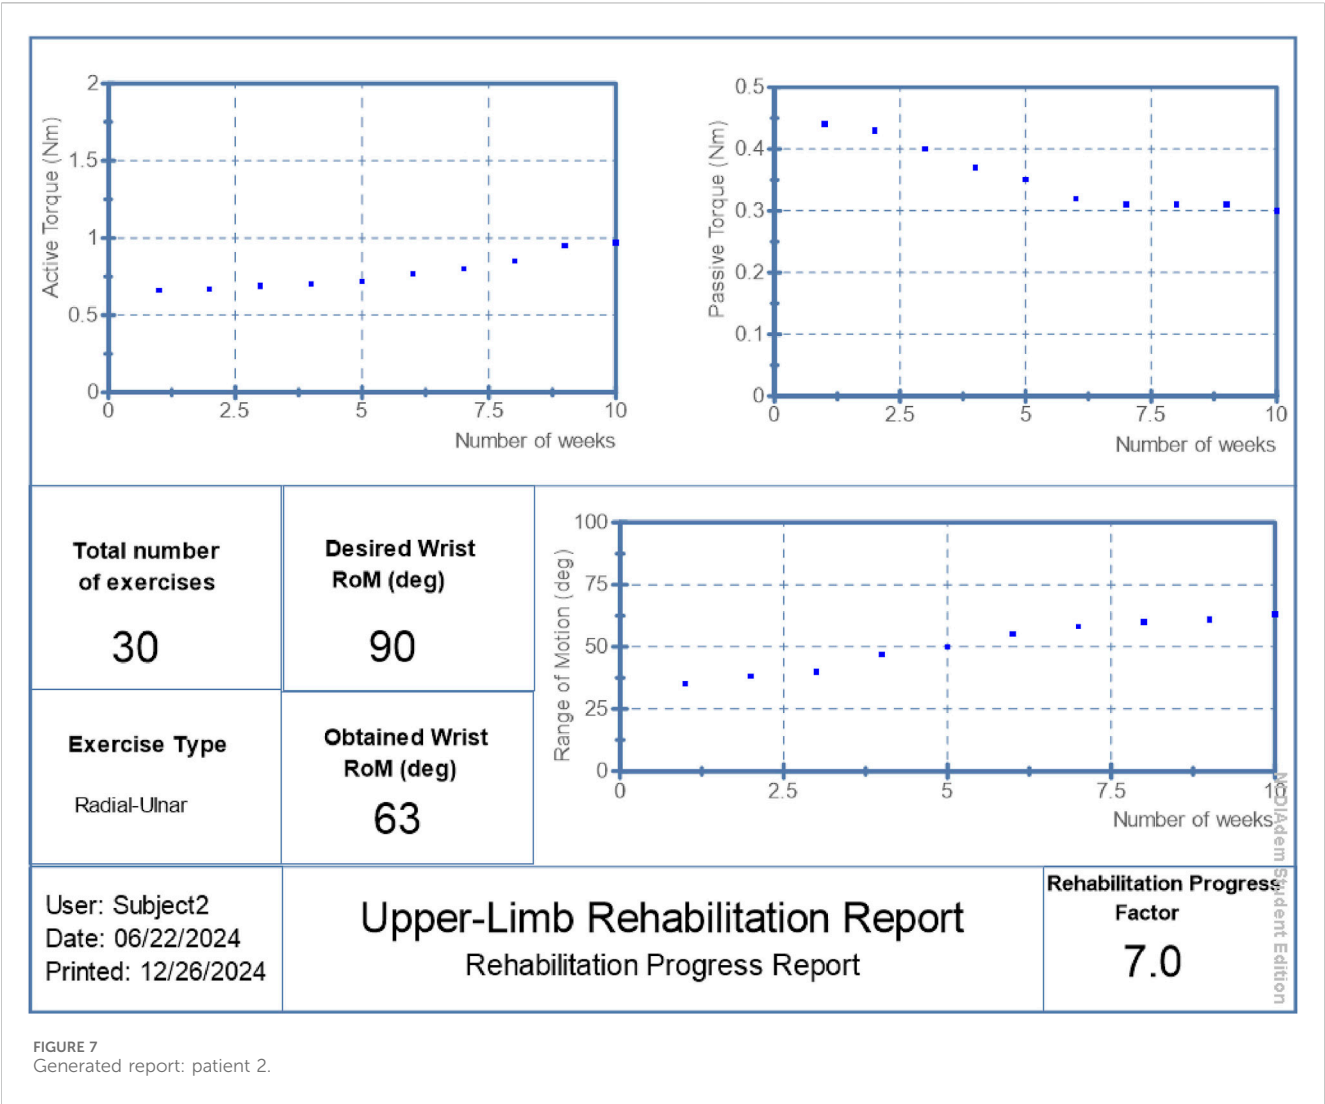 2
1.5
1
0.5
0
Active Torque (Nm)
0
2.5
5
7.5
10
Number of weeks
0.5
0.4
0.3
0.2
0.1
0
Passive Torque (Nm)
0
2.5
5
7.5
10
Number of weeks
Total number
of exercises
30
Desired Wrist
RoM (deg)
90
Exercise Type
Radial-Ulnar
Obtained Wrist
RoM (deg)
63
100
75
50
25
0
Range of Motion (deg)
0
2.5
5
7.5
10
Number of weeks
User: Subject2
Date: 06/22/2024
Printed: 12/26/2024
Upper-Limb Rehabilitation Report
Rehabilitation Progress Report
Rehabilitation Progress
Factor
7.0
DIAdem Student Edition
FIGURE 7
Generated report: patient 2.